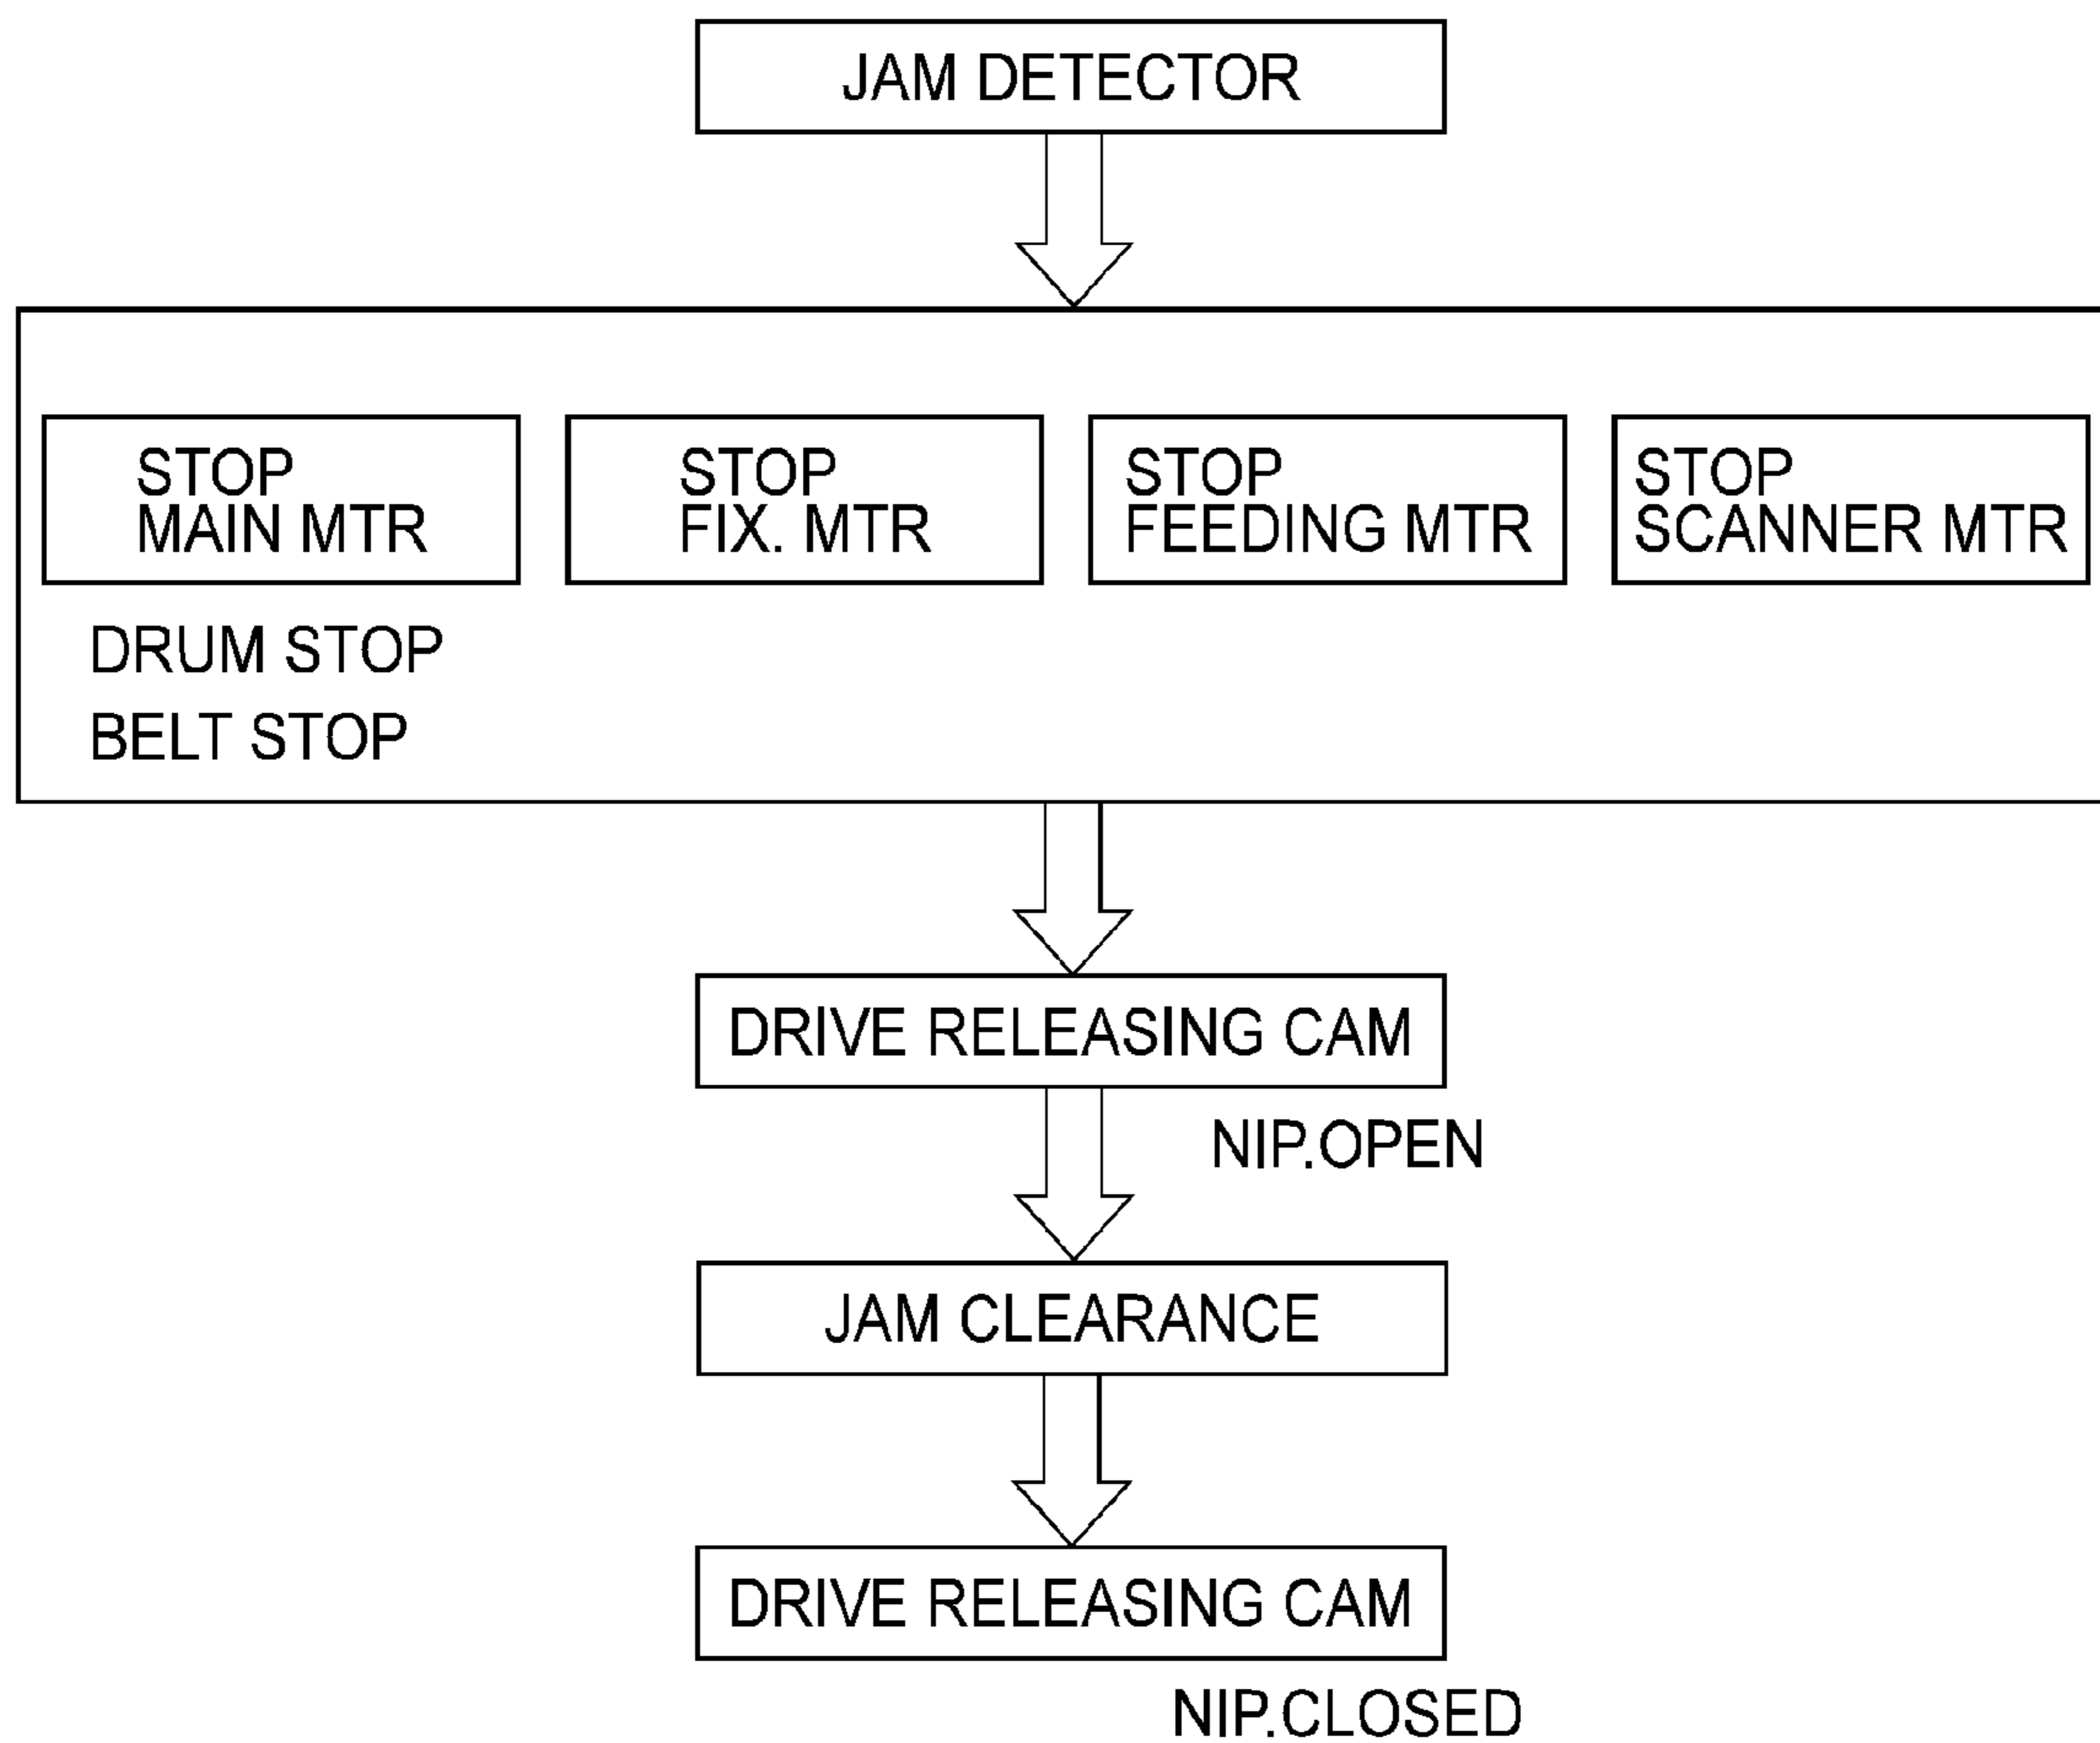 JAM DETECTOR
STOP
MAIN MTR
STOP
FIX. MTR
STOP
FEEDING MTR
STOP
SCANNER MTR
DRUM STOP
BELT STOP
DRIVE RELEASING CAM
NIP.OPEN
JAM CLEARANCE
DRIVE RELEASING CAM
NIP.CLOSED